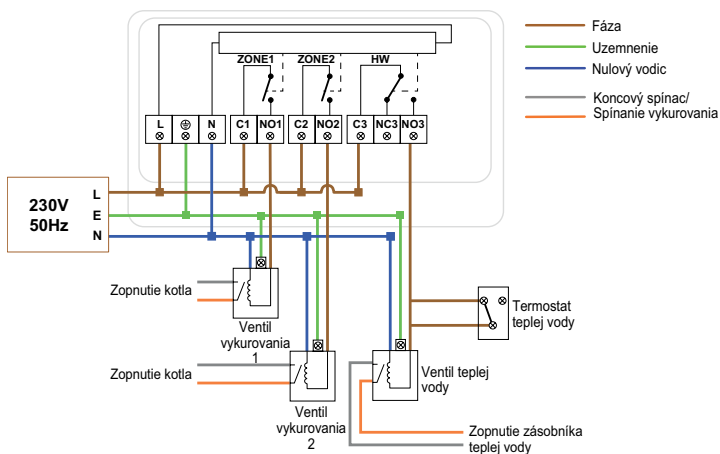 ZONE1 ZONE2 HW
L N C1 NO1 C2 NO2 C3 NC3 NO3
Fáza
Uzemnenie
Nulový vodic
Koncový spínac/
Spínanie vykurovania
230V
50Hz
L
E
N
Zopnutie kotla
Ventil
vykurovania
1
Zopnutie kotla
Ventil
vykurovania
2
Ventil teplej
vody
Termostat
teplej vody
Zopnutie zásobníka
teplej vody